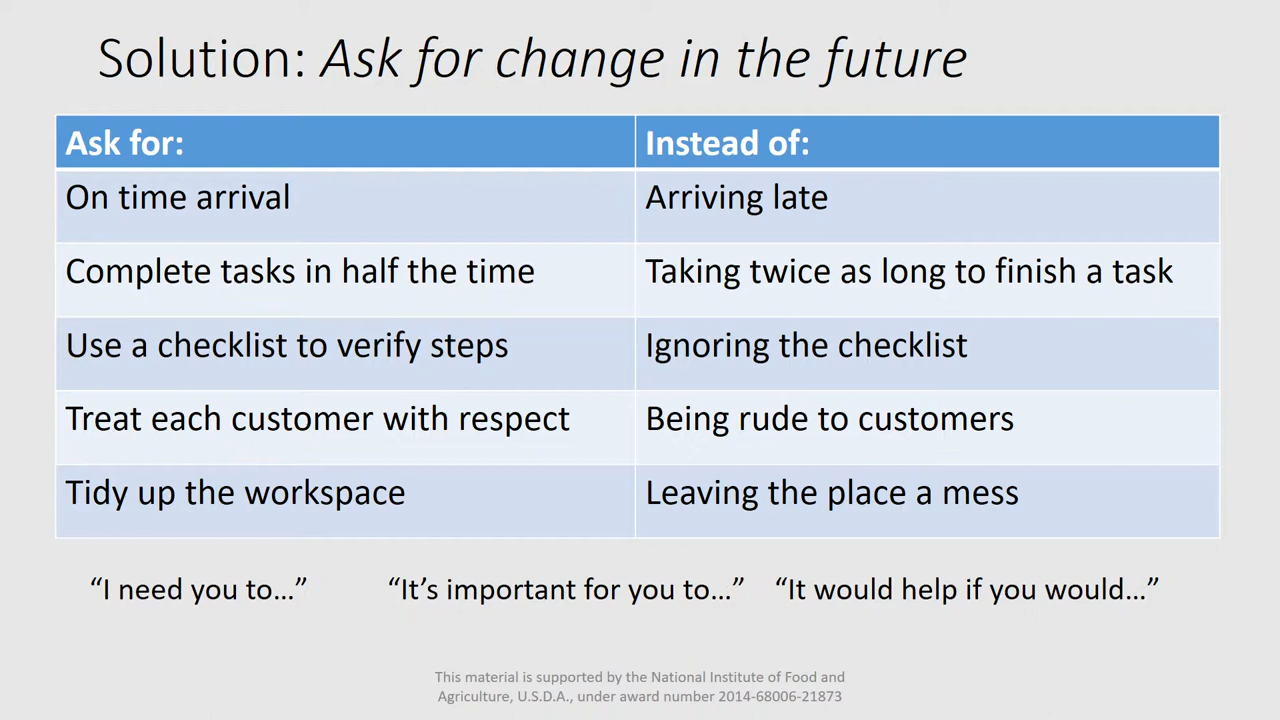 Solution: Ask for change in the future
Ask for: Instead of:
On time arrival Arriving late
Complete tasks in half the time Taking twice as long to finish a task
Use a checklist to verify steps Ignoring the checklist
Treat each customer with respect Being rude to customers
Tidy up the workspace Leaving the place a mess
“I need you to...” “It’s important for you to...” “It would help if you would...”
This material is supported by the National Institute of Food and
Agriculture, U.S.D.A., under award number 2014-68006-21873